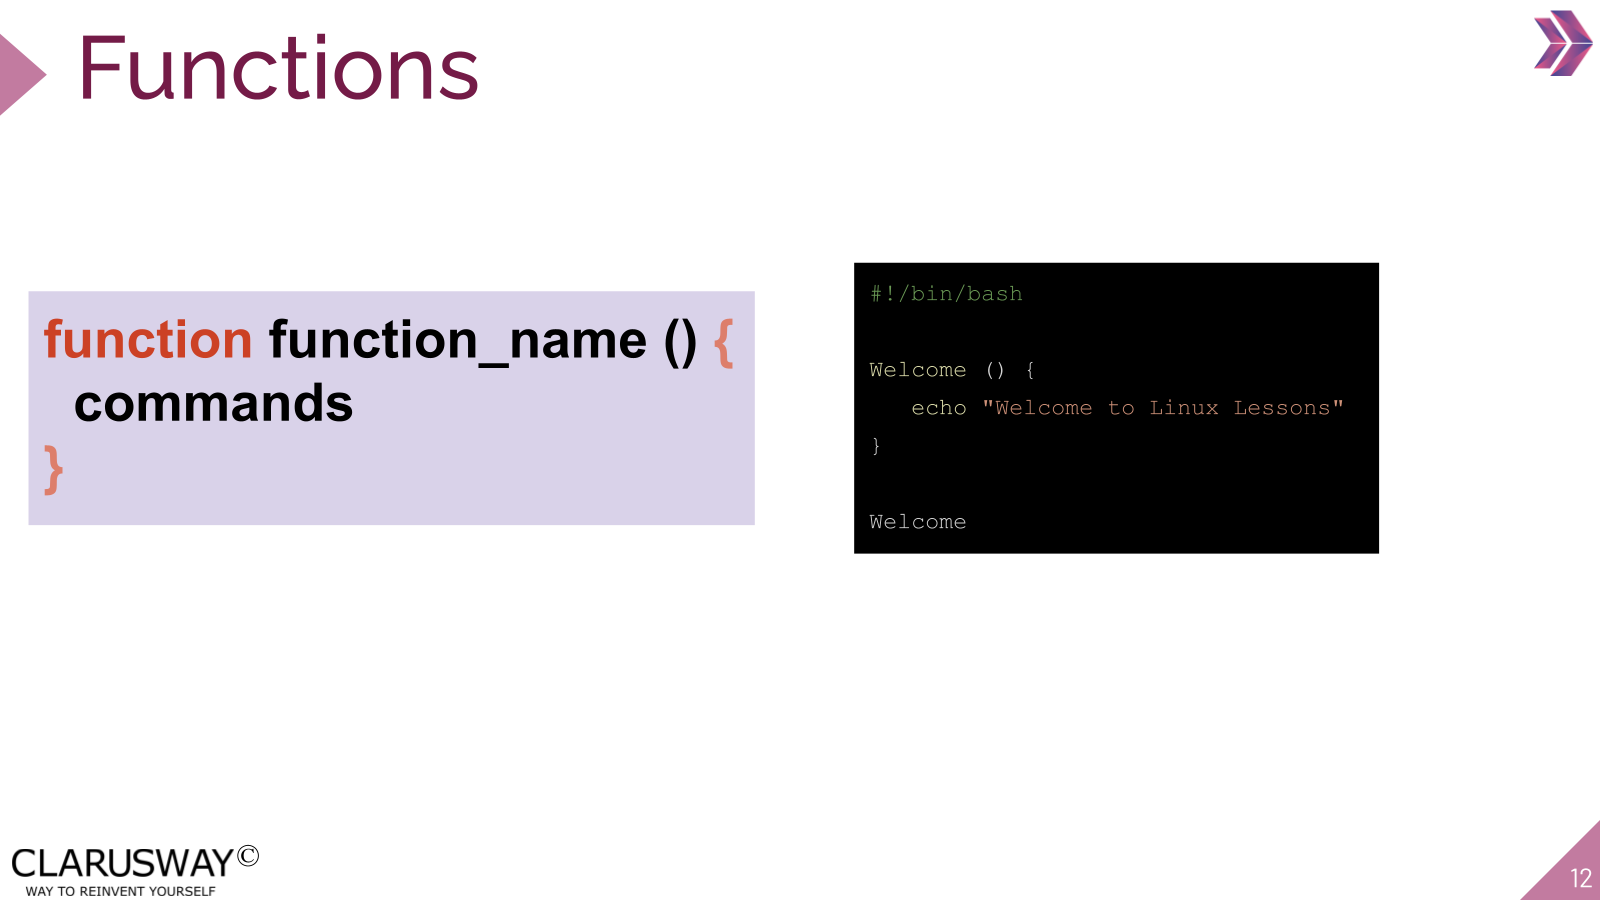 Functions
function function_name () {
commands
}
#!/bin/bash
Welcome () {
echo "Welcome to Linux Lessons"
}
Welcome
CLARUSWAY©
WAY TO REINVENT YOURSELF
12